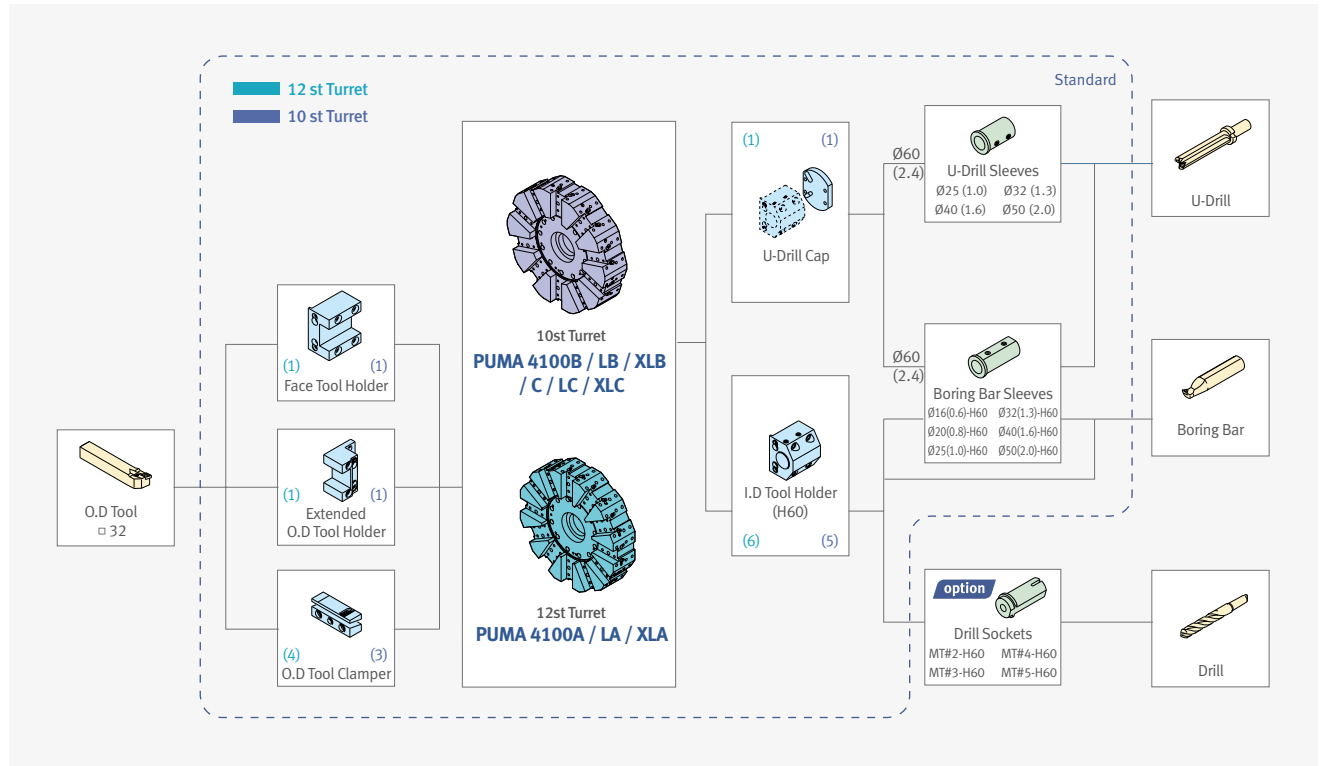 12 st Turret
10 st Turret
Standard
O.D Tool
□ 32
(1) (1)
Face Tool Holder
(1) (1)
Extended
O.D Tool Holder
(4) (3)
O.D Tool Clamper
10st Turret
PUMA 4100B / LB / XLB
/ C / LC / XLC
12st Turret
PUMA 4100A / LA / XLA
(1) (1)
U-Drill Cap
I.D Tool Holder
(H60)
(6) (5)
Ø60
(2.4)
U-Drill Sleeves
Ø25 (1.0) Ø32 (1.3)
Ø40 (1.6) Ø50 (2.0)
Ø60
(2.4)
Boring Bar Sleeves
Ø16(0.6)-H60 Ø32(1.3)-H60
Ø20(0.8)-H60 Ø40(1.6)-H60
Ø25(1.0)-H60 Ø50(2.0)-H60
option
Drill Sockets
MT#2-H60 MT#4-H60
MT#3-H60 MT#5-H60
U-Drill
Boring Bar
Drill